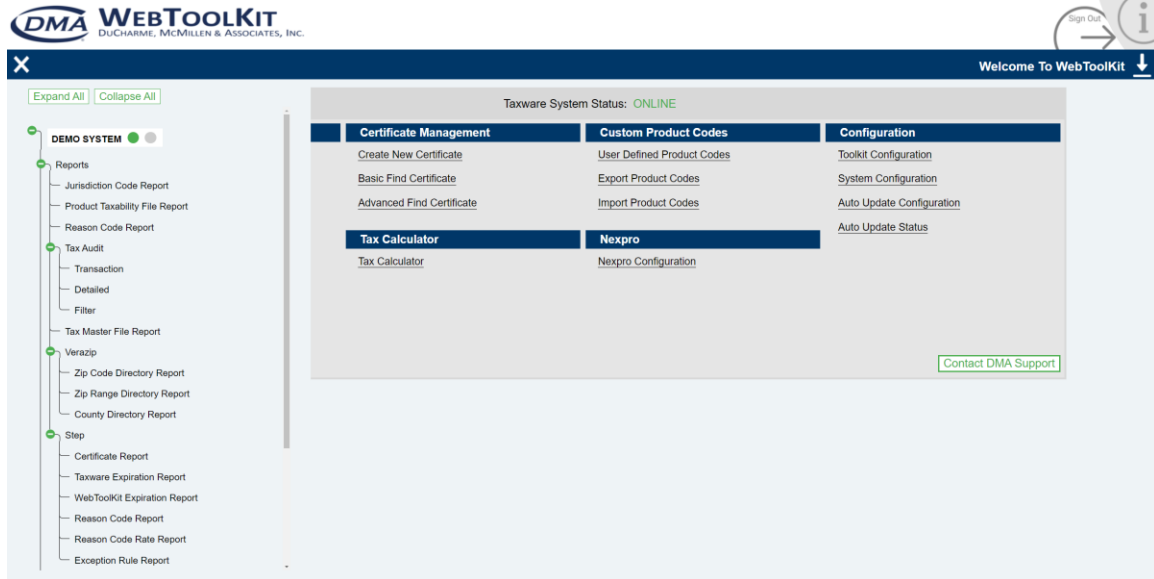 DMA WEBTOOLKIT
DUCHARME, MCMILLEN & ASSOCIATES, INC.
Sign Out
i
X
Welcome To WebToolKit
Expand All Collapse All
Taxware System Status: ONLINE
DEMO SYSTEM
Reports
Jurisdiction Code Report
Product Taxability File Report
Reason Code Report
Tax Audit
Transaction
Detailed
Filter
Tax Master File Report
Verazip
Zip Code Directory Report
Zip Range Directory Report
County Directory Report
Step
Certificate Report
Taxware Expiration Report
WebToolKit Expiration Report
Reason Code Report
Reason Code Rate Report
Exception Rule Report
Certificate Management
Create New Certificate
Basic Find Certificate
Advanced Find Certificate
Custom Product Codes
User Defined Product Codes
Export Product Codes
Import Product Codes
Configuration
Toolkit Configuration
System Configuration
Auto Update Configuration
Auto Update Status
Tax Calculator
Tax Calculator
Nexpro
Nexpro Configuration
Contact DMA Support